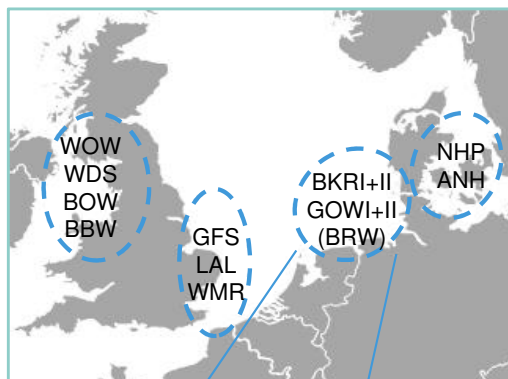 WOW
WDS
BOW
BBW
GFS
LAL
WMR
BKRI+II
GOWI+II
(BRW)
NHP
ANH